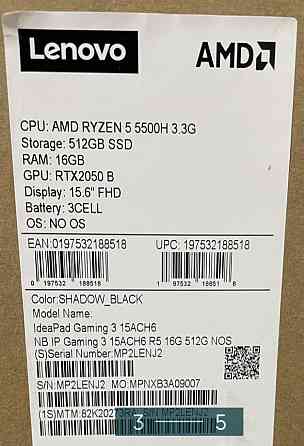 Lenovo
AMD
CPU: AMD RYZEN 5 5500H 3.3G
Storage: 512GB SSD
RAM: 16GB
GPU: RTX2050 B
Display: 15.6" FHD
Battery: 3CELL
OS: NO OS
EAN:0197532188518 UPC: 197532188518
0 197532 188518 1 97532 18851 8
Color:SHADOW_BLACK
Model Name:
IdeaPad Gaming 3 15ACH6
NB IP Gaming 3 15ACH6 R5 16G 512G NOS
(S)Serial Number:MP2LENJ2
S/N:MP2LENJ2 MO:MPNXB3A09007
(1S)MTM:
3 5